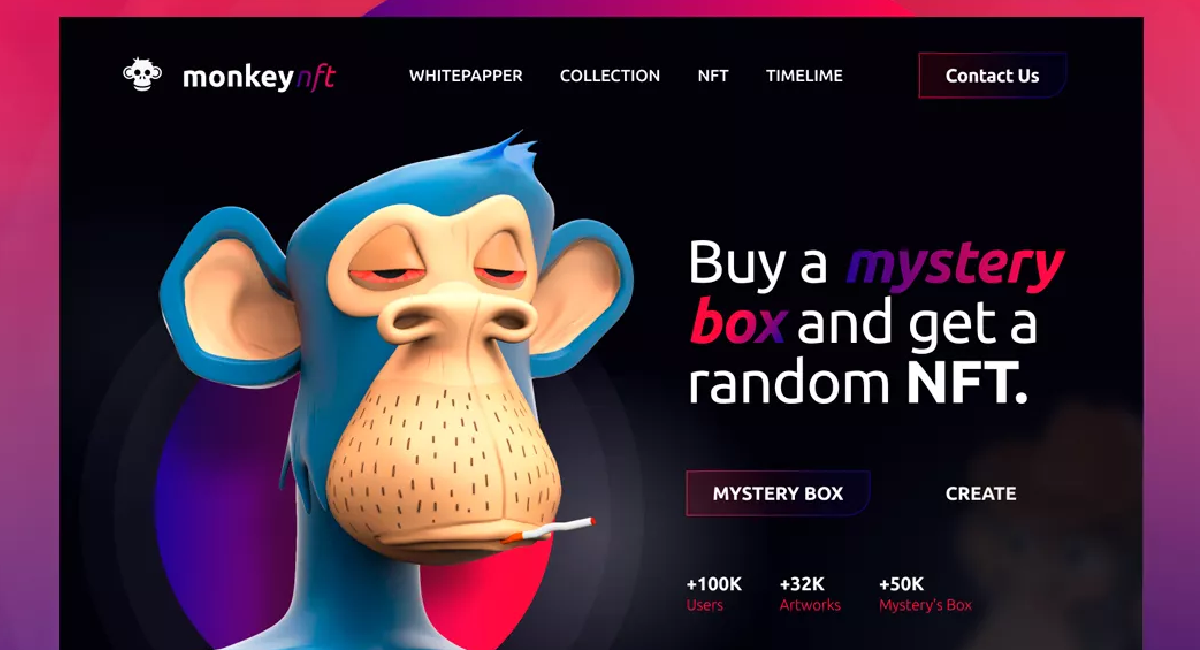 monkeynft
WHITEPAPPER COLLECTION NFT TIMELIME
Contact Us
Buy a mystery
box and get a
random NFT.
MYSTERY BOX
CREATE
+100K +32K +50K
Users Artworks Mystery's Box